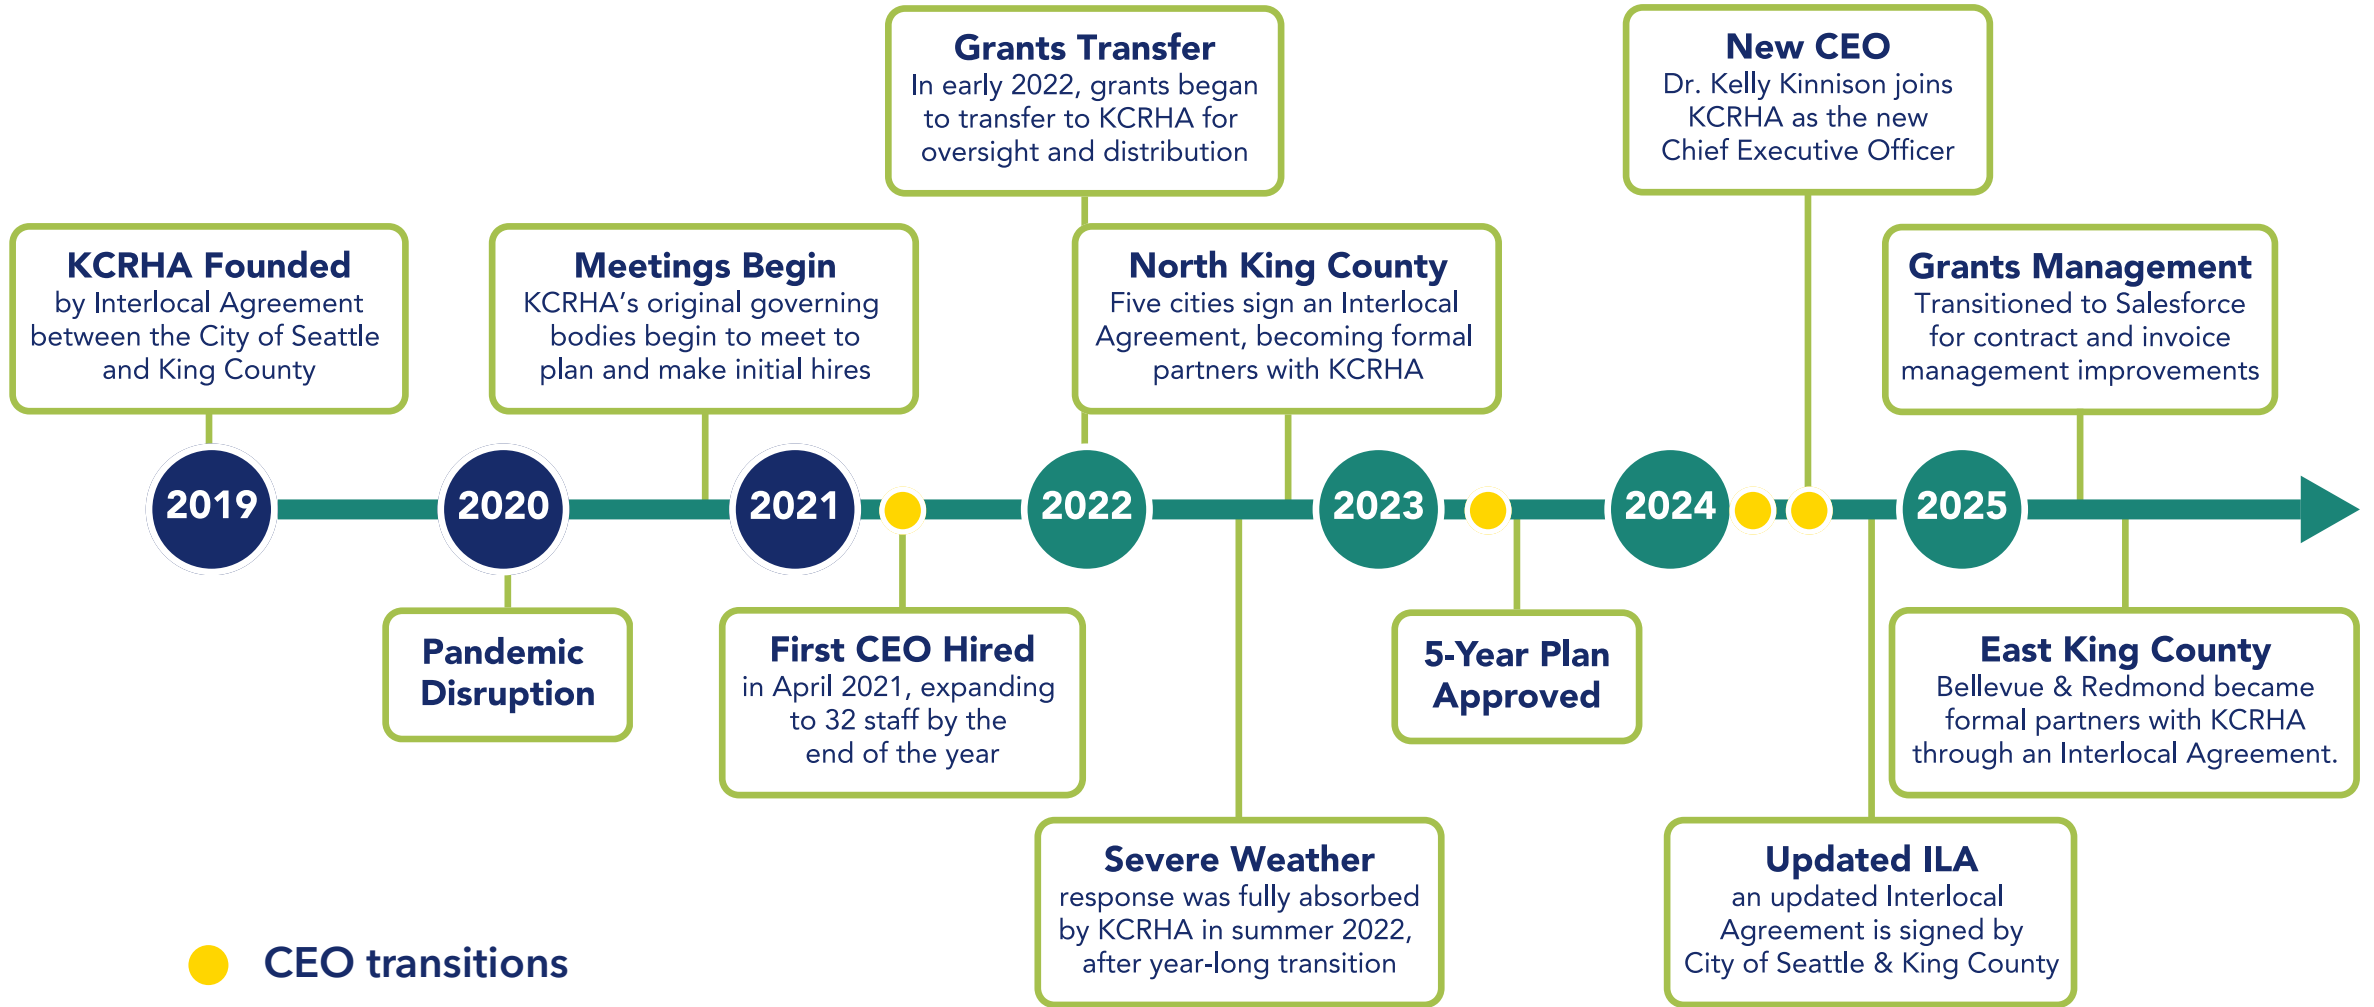 Grants Transfer
In early 2022, grants began
to transfer to KCRHA for
oversight and distribution
New CEO
Dr. Kelly Kinnison joins
KCRHA as the new
Chief Executive Officer
KCRHA Founded
by Interlocal Agreement
between the City of Seattle
and King County
Meetings Begin
KCRHA’s original governing
bodies begin to meet to
plan and make initial hires
North King County
Five cities sign an Interlocal
Agreement, becoming formal
partners with KCRHA
Grants Management
Transitioned to Salesforce
for contract and invoice
management improvements
2019
2020
2021
2022
2023
2024
2025
Pandemic
Disruption
First CEO Hired
in April 2021, expanding
to 32 staff by the
end of the year
5-Year Plan
Approved
East King County
Bellevue & Redmond became
formal partners with KCRHA
through an Interlocal Agreement.
Severe Weather
response was fully absorbed
by KCRHA in summer 2022,
after year-long transition
Updated ILA
an updated Interlocal
Agreement is signed by
City of Seattle & King County
CEO transitions